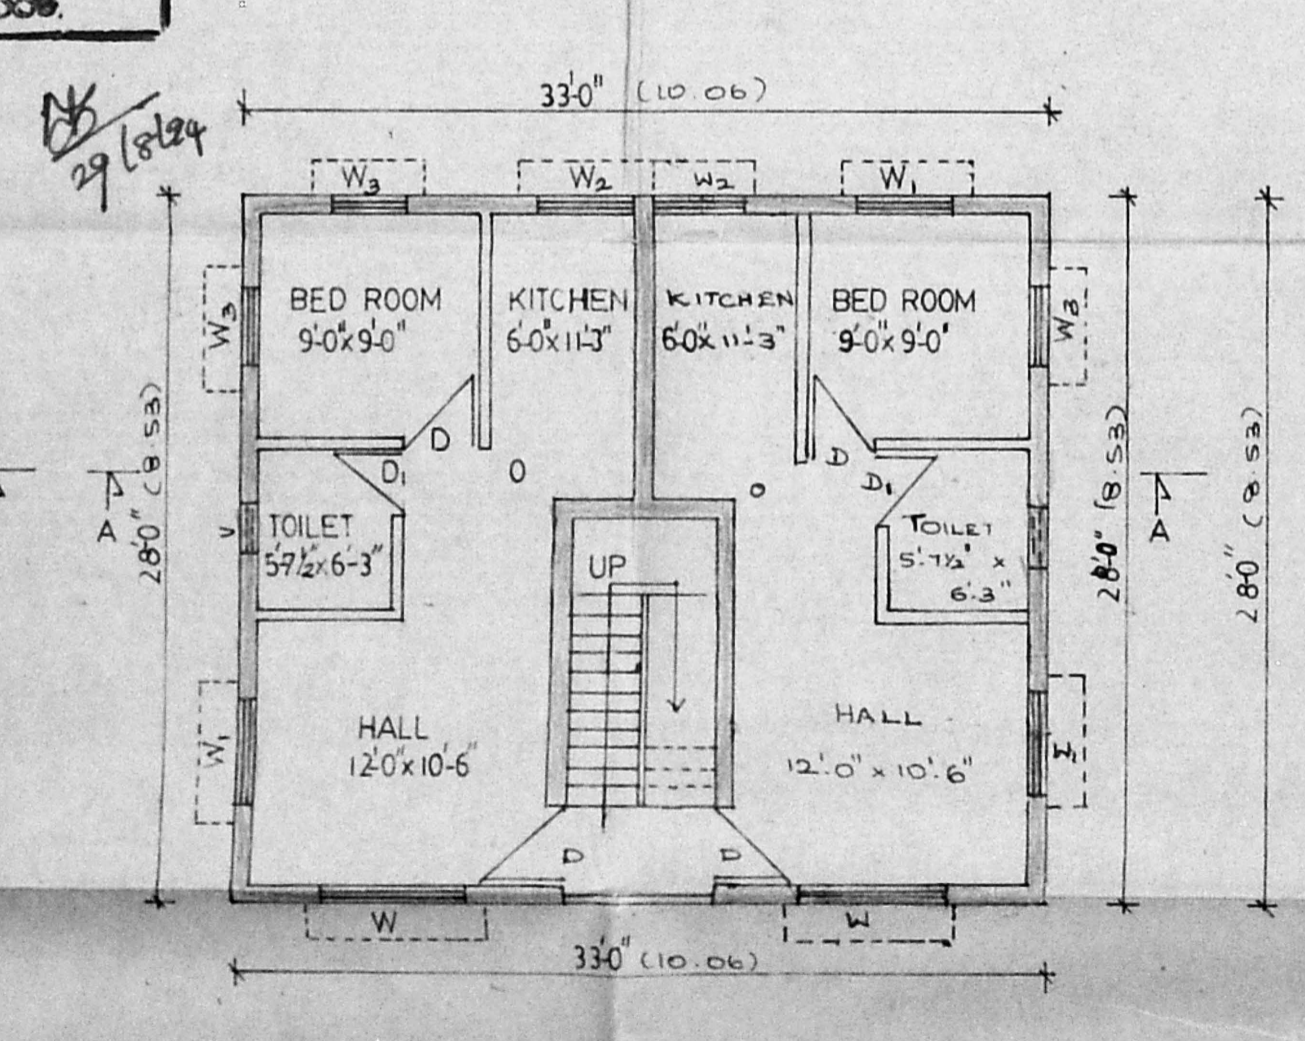 33'-0" (10.06)
29/8/24
W3 W2 W2 W1
W3
BED ROOM
9'-0"x9'-0"
KITCHEN
6'-0"x11'-3"
KITCHEN
6'-0"x 11'-3"
BED ROOM
9'-0"x9'-0"
W3
28'-0" (8.53)
D
D1
O
O
D
D1
28'-0" (8.53)
28'-0" (8.53)
A
V
TOILET
5'-7½"x6'-3"
UP
TOILET
5'-7½" x
6'-3"
A
W1
HALL
12'-0"x10'-6"
HALL
12'-0" x 10'-6"
D
D
W
W
33'-0" (10.06)